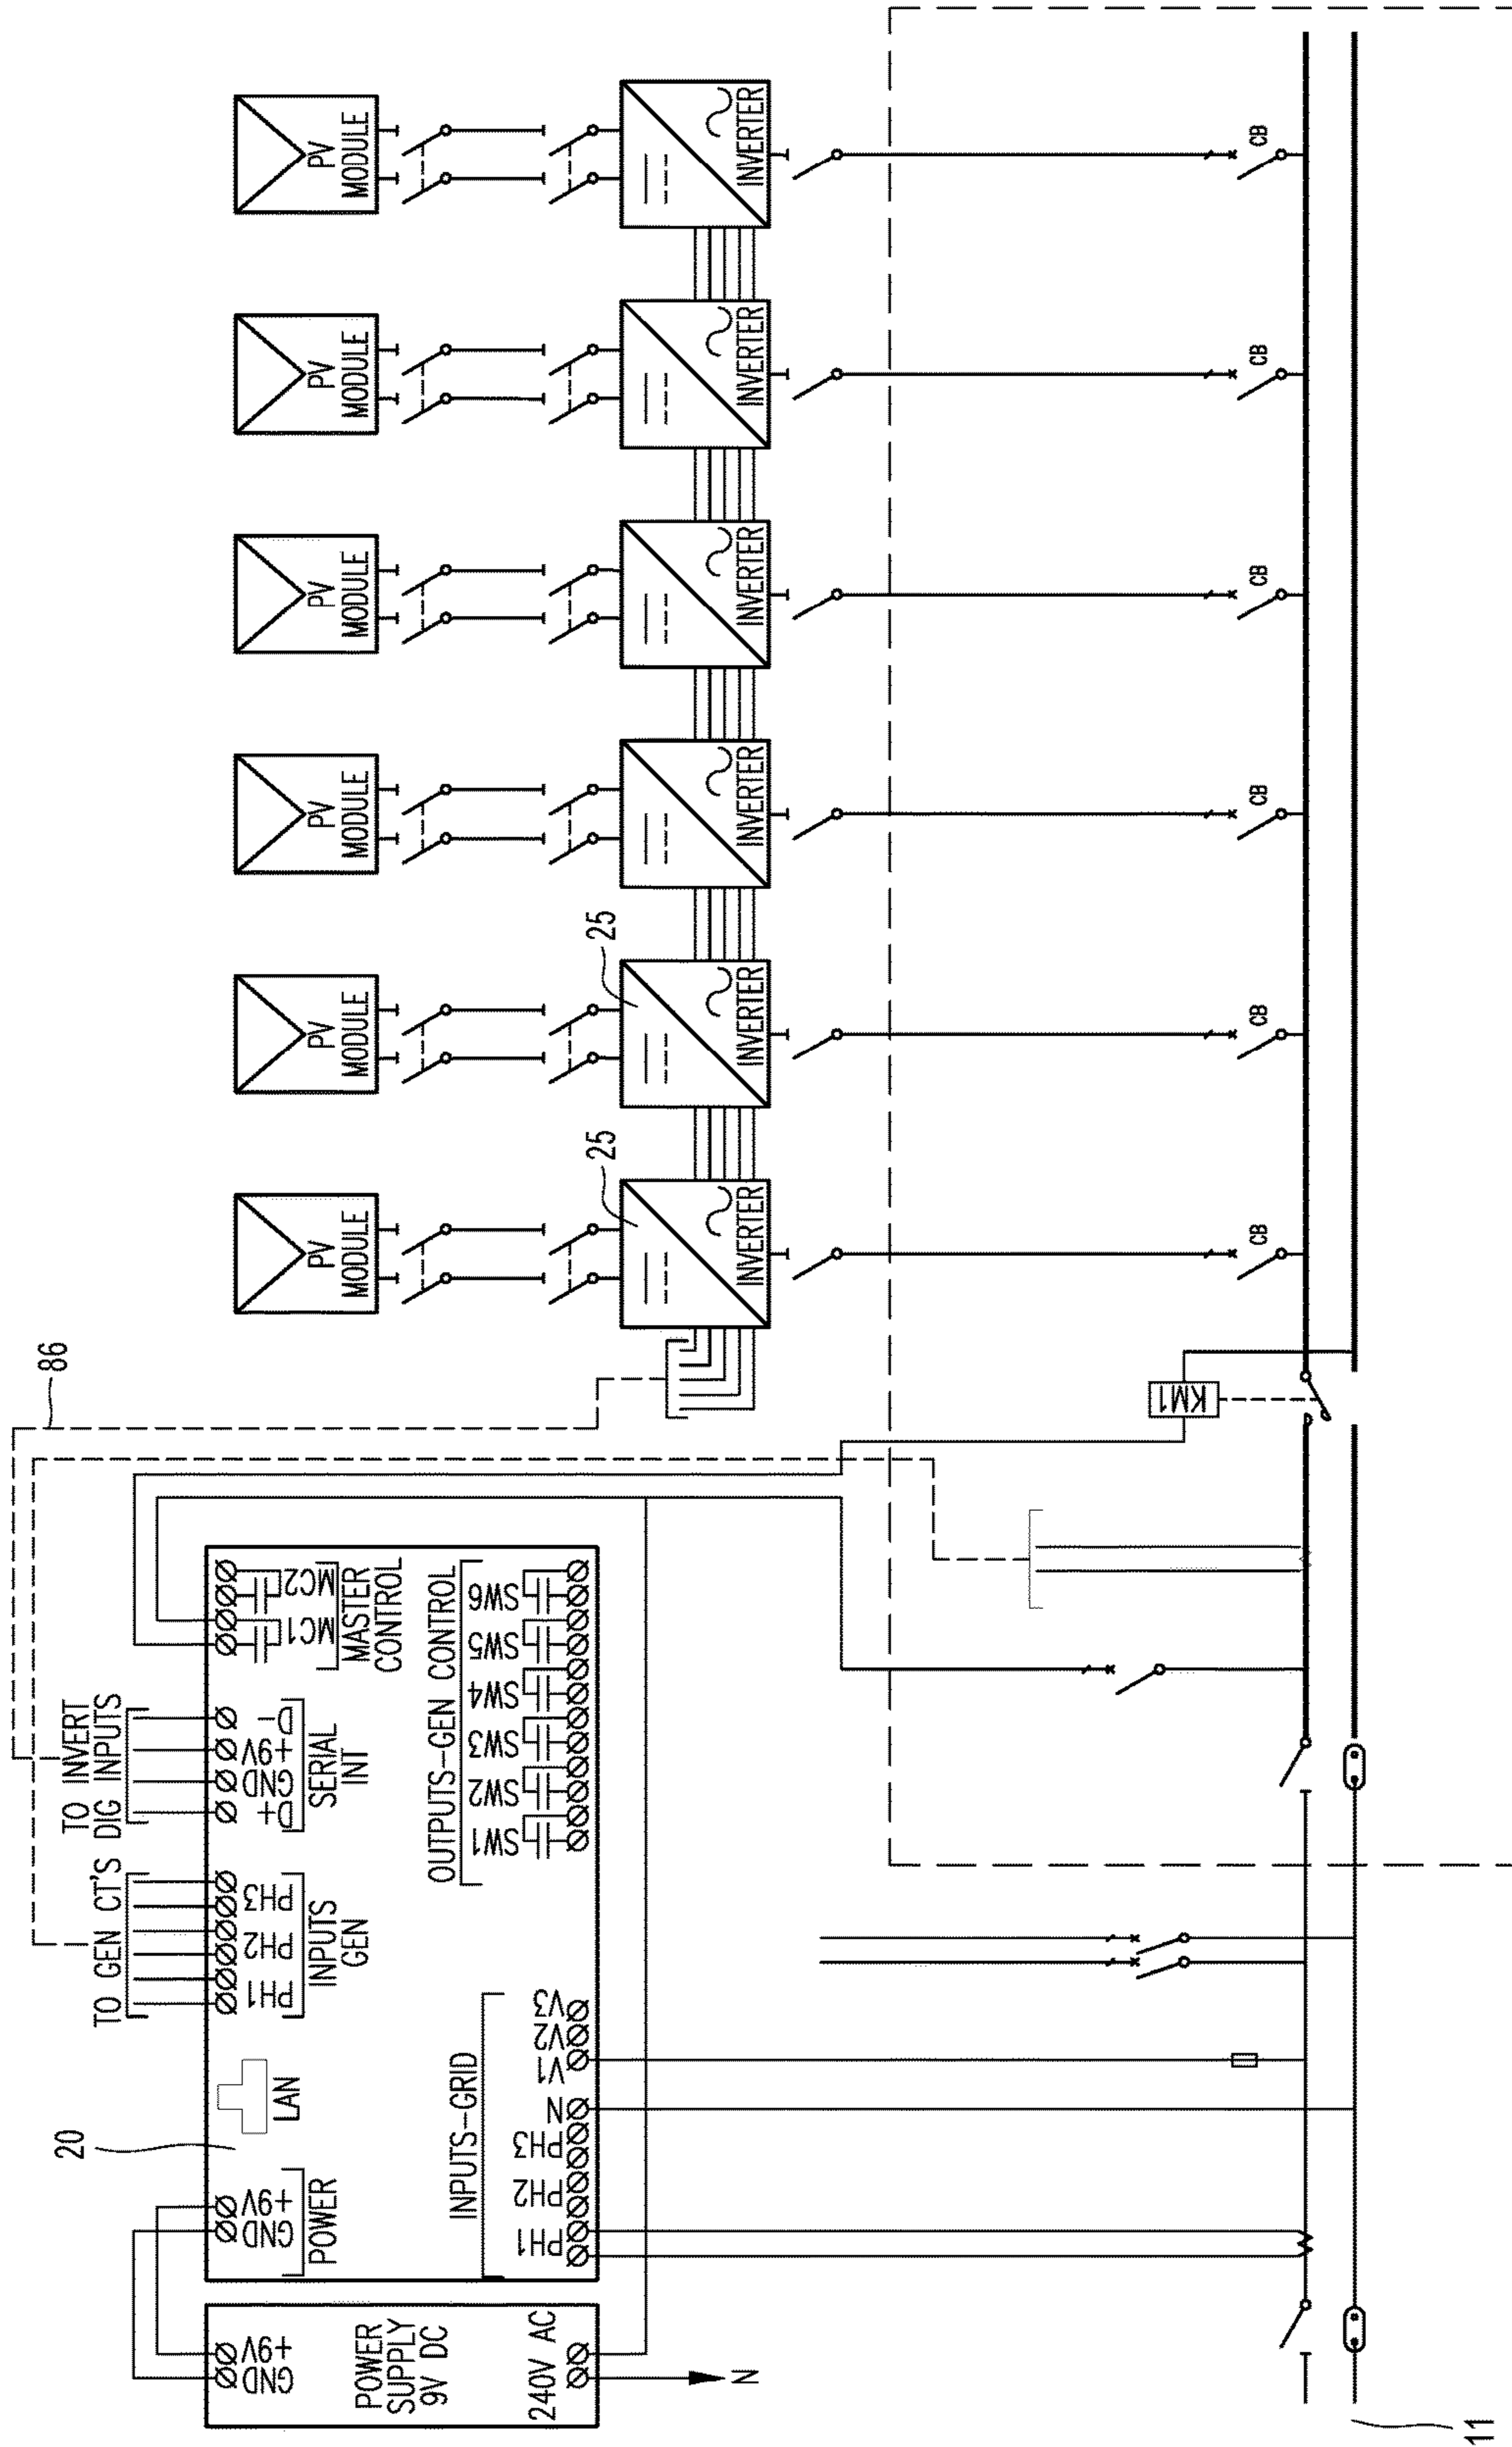 PV
MODULE
PV
MODULE
PV
MODULE
PV
MODULE
PV
MODULE
PV
MODULE
INVERTER
INVERTER
INVERTER
INVERTER
INVERTER
INVERTER
25
25
CB
CB
CB
CB
CB
CB
86
KM1
TO GEN CT'S
TO INVERT
DIG INPUTS
20
+9V
GND
POWER
LAN
PH1
PH2
PH3
INPUTS
GEN
D+
GND
+9V
D-
SERIAL
INT
MC1
MC2
MASTER
CONTROL
OUTPUTS-GEN CONTROL
SW1
SW2
SW3
SW4
SW5
SW6
INPUTS-GRID
PH1
PH2
PH3
N
V1
V2
V3
GND
+9V
POWER
SUPPLY
9V DC
240V AC
N
11